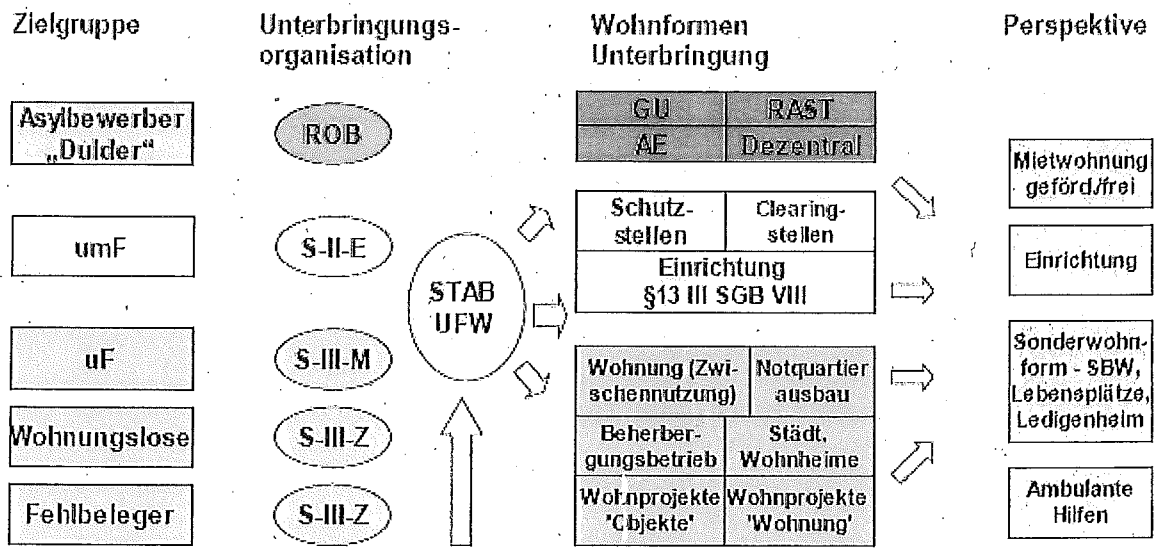 Zielgruppe
Unterbringungs-
organisation
Wohnformen
Unterbringung
Perspektive
Asylbewerber
„Dulder“
umF
uF
Wohnungslose
Fehlbeleger
ROB
S-II-E
S-III-M
S-III-Z
S-III-Z
STAB
UFW
GU
RAST
AE
Dezentral
Schutz-
stellen
Clearing-
stellen
Einrichtung
§13 III SGB VIII
Wohnung (Zwi-
schennutzung)
Notquartier
ausbau
Beherber-
gungsbetrieb
Städt.
Wohnheime
Wohnprojekte
'Objekte'
Wohnprojekte
'Wohnung'
Mietwohnung
geförd./frei
Einrichtung
Sonderwohn-
form - SBW,
Lebensplätze,
Ledigenheim
Ambulante
Hilfen